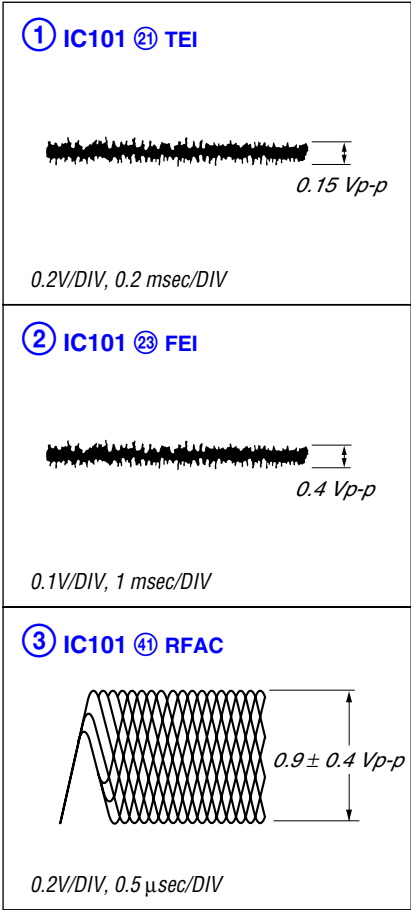 ① IC101 ㉑ TEI
0.15 Vp-p
0.2V/DIV, 0.2 msec/DIV
② IC101 ㉓ FEI
0.4 Vp-p
0.1V/DIV, 1 msec/DIV
③ IC101 ㊶ RFAC
0.9 ± 0.4 Vp-p
0.2V/DIV, 0.5 μsec/DIV